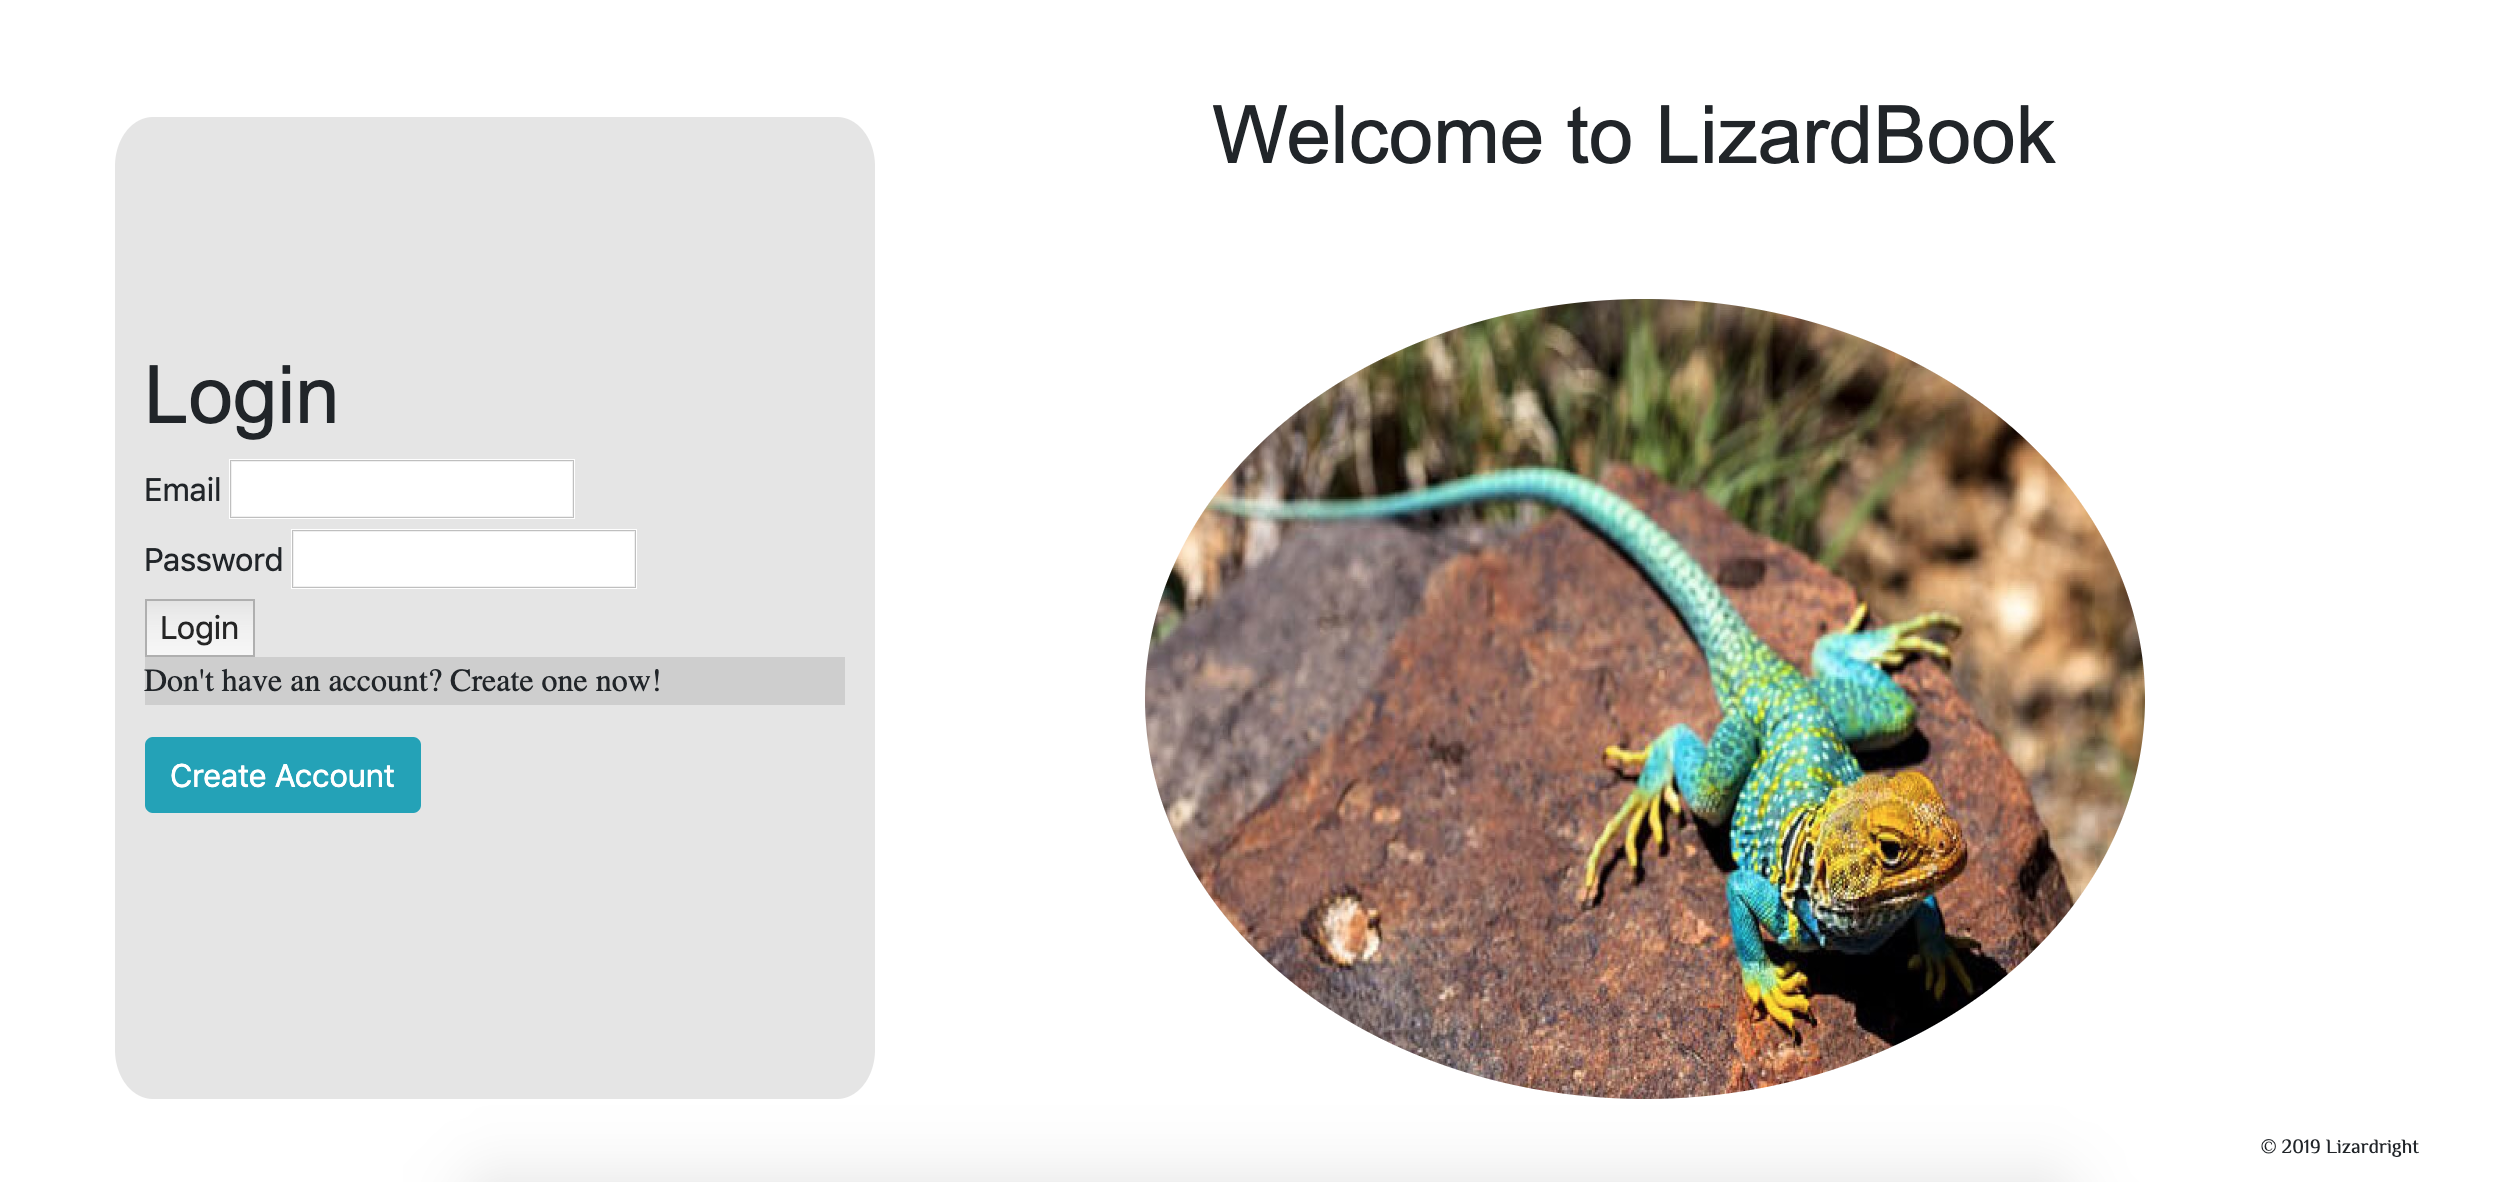 Welcome to LizardBook
Login
Email
Password
Login
Don't have an account? Create one now!
Create Account
© 2019 Lizardright